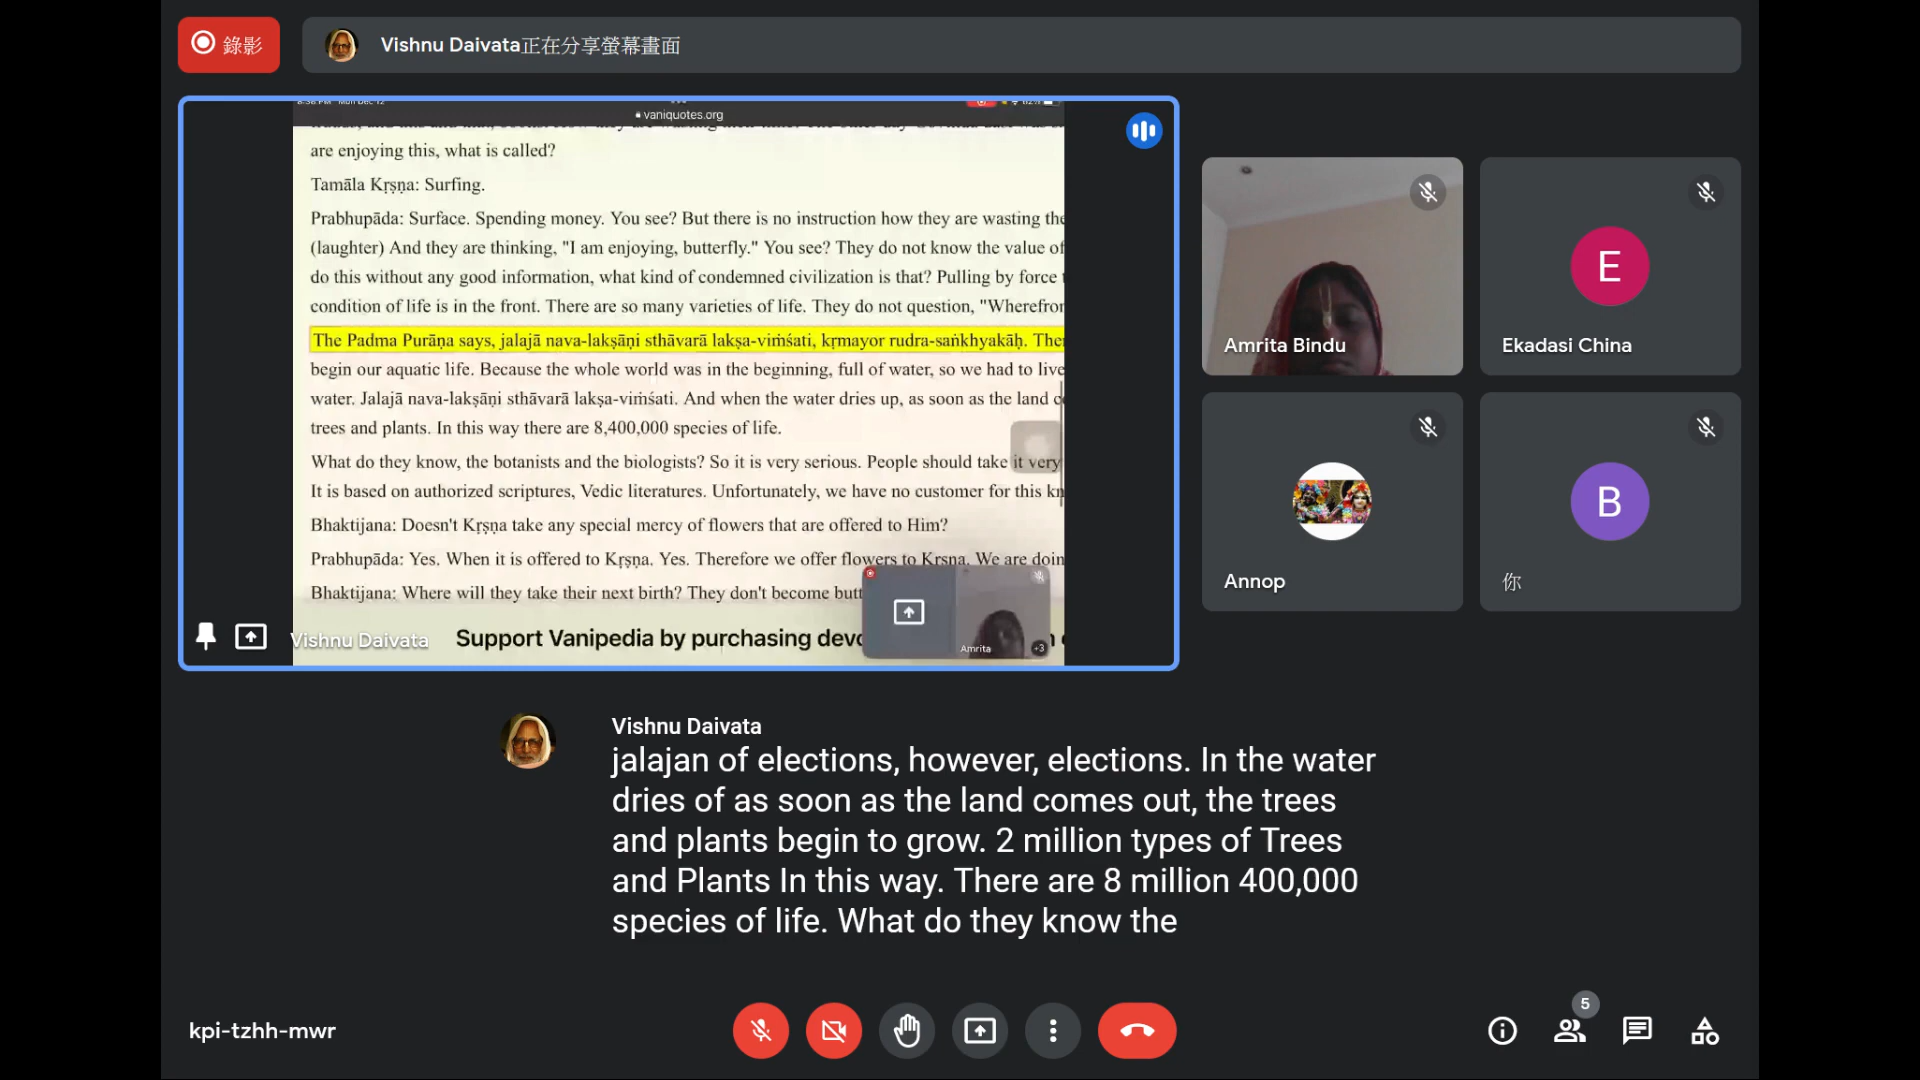 錄影
Vishnu Daivata正在分享螢幕畫面
vaniquotes.org
are enjoying this, what is called?
Tamāla Kṛṣṇa: Surfing.
Prabhupāda: Surface. Spending money. You see? But there is no instruction how they are wasting the
(laughter) And they are thinking, "I am enjoying, butterfly." You see? They do not know the value of
do this without any good information, what kind of condemned civilization is that? Pulling by force
condition of life is in the front. There are so many varieties of life. They do not question, "Wherefrom
The Padma Purāṇa says, jalajā nava-lakṣāṇi sthāvarā lakṣa-viṁśati, kṛmayor rudra-saṅkhyakāḥ. The
begin our aquatic life. Because the whole world was in the beginning, full of water, so we had to live
water. Jalajā nava-lakṣāṇi sthāvarā lakṣa-viṁśati. And when the water dries up, as soon as the land
trees and plants. In this way there are 8,400,000 species of life.
What do they know, the botanists and the biologists? So it is very serious. People should take it very
It is based on authorized scriptures, Vedic literatures. Unfortunately, we have no customer for this kn
Bhaktijana: Doesn't Kṛṣṇa take any special mercy of flowers that are offered to Him?
Prabhupāda: Yes. When it is offered to Kṛṣṇa. Yes. Therefore we offer flowers to Kṛṣṇa. We are doin
Bhaktijana: Where will they take their next birth? They don't become butt
Vishnu Daivata
Support Vanipedia by purchasing devo
Amrita
+3
Amrita Bindu
E
Ekadasi China
Annop
B
你
Vishnu Daivata
jalajan of elections, however, elections. In the water
dries of as soon as the land comes out, the trees
and plants begin to grow. 2 million types of Trees
and Plants In this way. There are 8 million 400,000
species of life. What do they know the
kpi-tzhh-mwr
5